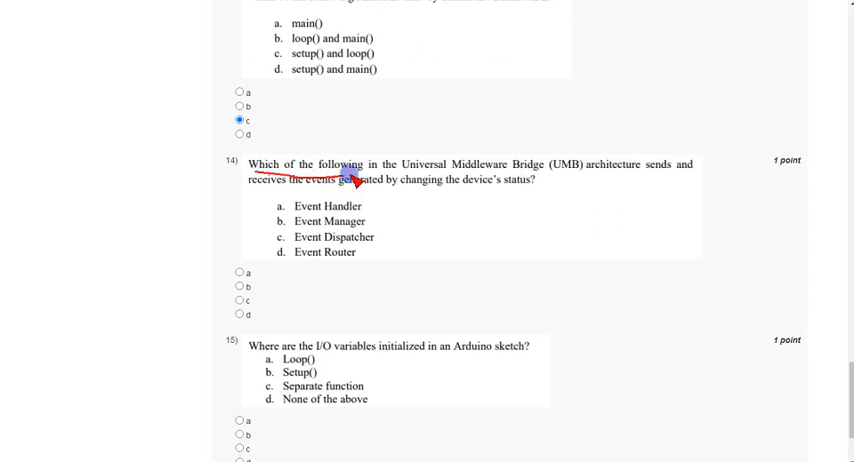 a. main()
b. loop() and main()
c. setup() and loop()
d. setup() and main()
a
b
c
d
14) Which of the following in the Universal Middleware Bridge (UMB) architecture sends and 1 point
receives the events generated by changing the device's status?
a. Event Handler
b. Event Manager
c. Event Dispatcher
d. Event Router
a
b
c
d
15) Where are the I/O variables initialized in an Arduino sketch? 1 point
a. Loop()
b. Setup()
c. Separate function
d. None of the above
a
b
c